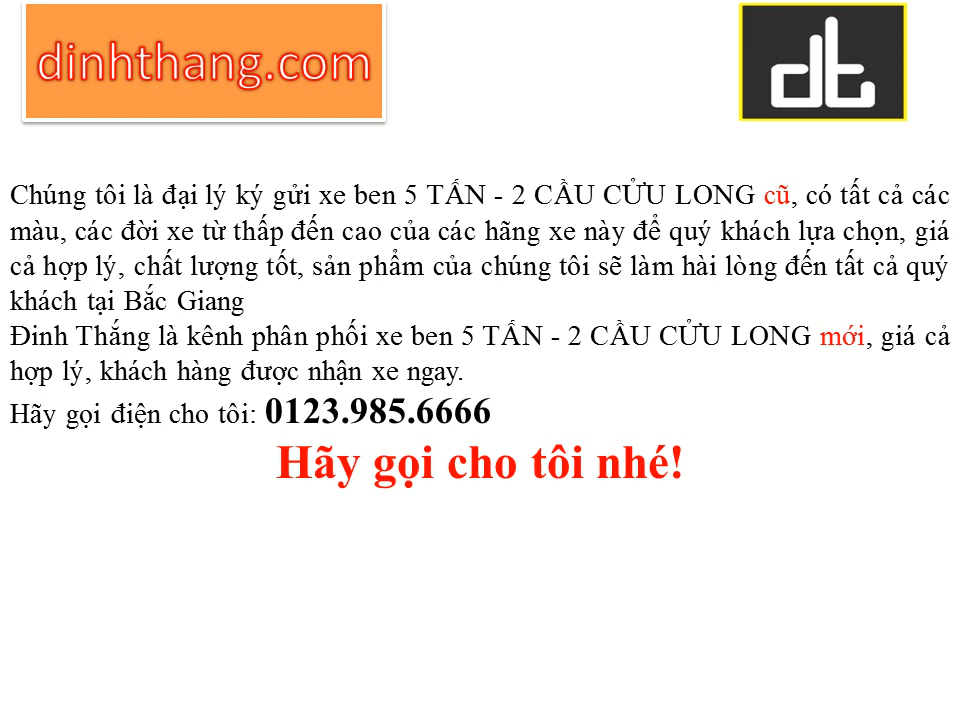 dinhthang.com
dt
Chúng tôi là đại lý ký gửi xe ben 5 TẤN - 2 CẦU CỬU LONG cũ, có tất cả các
màu, các đời xe từ thấp đến cao của các hãng xe này để quý khách lựa chọn, giá
cả hợp lý, chất lượng tốt, sản phẩm của chúng tôi sẽ làm hài lòng đến tất cả quý
khách tại Bắc Giang
Đinh Thắng là kênh phân phối xe ben 5 TẤN - 2 CẦU CỬU LONG mới, giá cả
hợp lý, khách hàng được nhận xe ngay.
Hãy gọi điện cho tôi: 0123.985.6666
Hãy gọi cho tôi nhé!